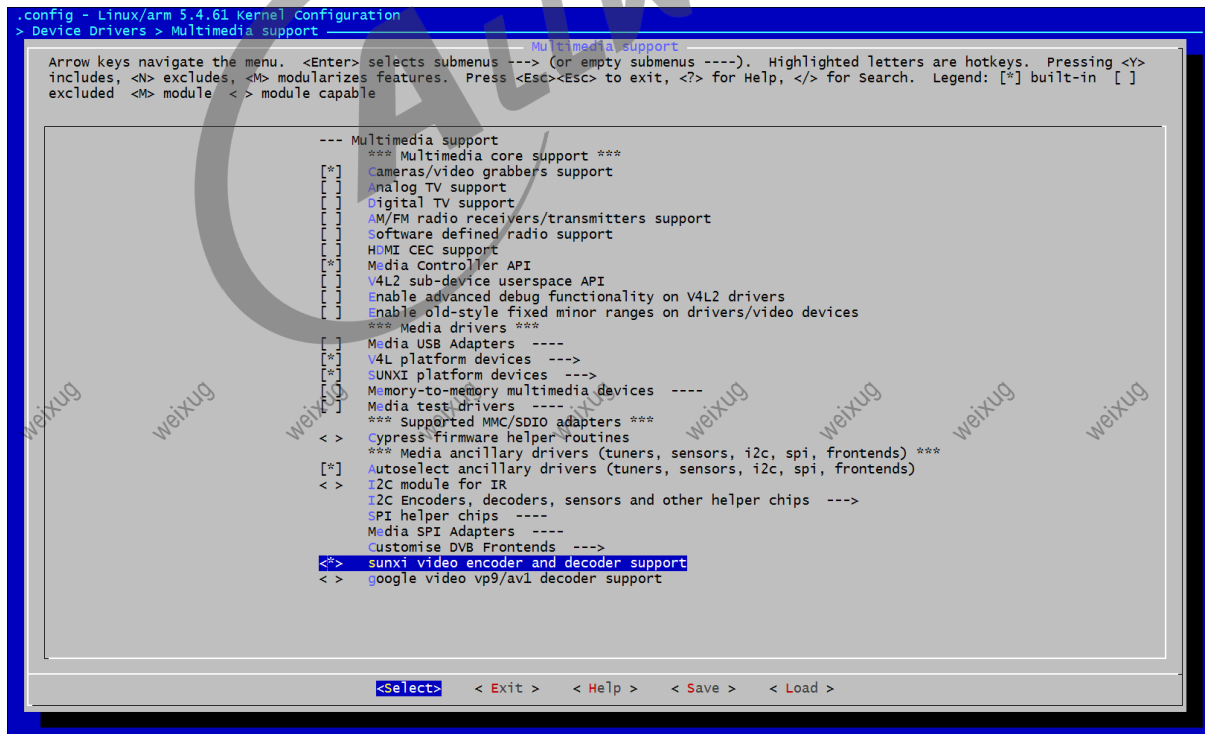 .config - Linux/arm 5.4.61 Kernel Configuration
> Device Drivers > Multimedia support
Multimedia support
Arrow keys navigate the menu.  <Enter> selects submenus ---> (or empty submenus ----).  Highlighted letters are hotkeys.  Pressing <Y>
includes, <N> excludes, <M> modularizes features.  Press <Esc><Esc> to exit, <?> for Help, </> for Search.  Legend: [*] built-in  [ ]
excluded  <M> module  < > module capable
--- Multimedia support
*** Multimedia core support ***
[*]   Cameras/video grabbers support
[ ]   Analog TV support
[ ]   Digital TV support
[ ]   AM/FM radio receivers/transmitters support
[ ]   Software defined radio support
[ ]   HDMI CEC support
[*]   Media Controller API
[ ]   V4L2 sub-device userspace API
[ ]   Enable advanced debug functionality on V4L2 drivers
[ ]   Enable old-style fixed minor ranges on drivers/video devices
*** Media drivers ***
[ ]   Media USB Adapters  ----
[*]   V4L platform devices  --->
[*]   SUNXI platform devices  --->
[ ]   Memory-to-memory multimedia devices  ----
[ ]   Media test drivers  ----
*** Supported MMC/SDIO adapters ***
weixug weixug weixug weixug weixug weixug weixug weixug weixug
< >   Cypress firmware helper routines
*** Media ancillary drivers (tuners, sensors, i2c, spi, frontends) ***
[*]   Autoselect ancillary drivers (tuners, sensors, i2c, spi, frontends)
< >   I2C module for IR
I2C Encoders, decoders, sensors and other helper chips  --->
SPI helper chips  ----
Media SPI Adapters  ----
Customise DVB Frontends  --->
<*>   sunxi video encoder and decoder support
< >   google video vp9/av1 decoder support
<Select>    < Exit >    < Help >    < Save >    < Load >